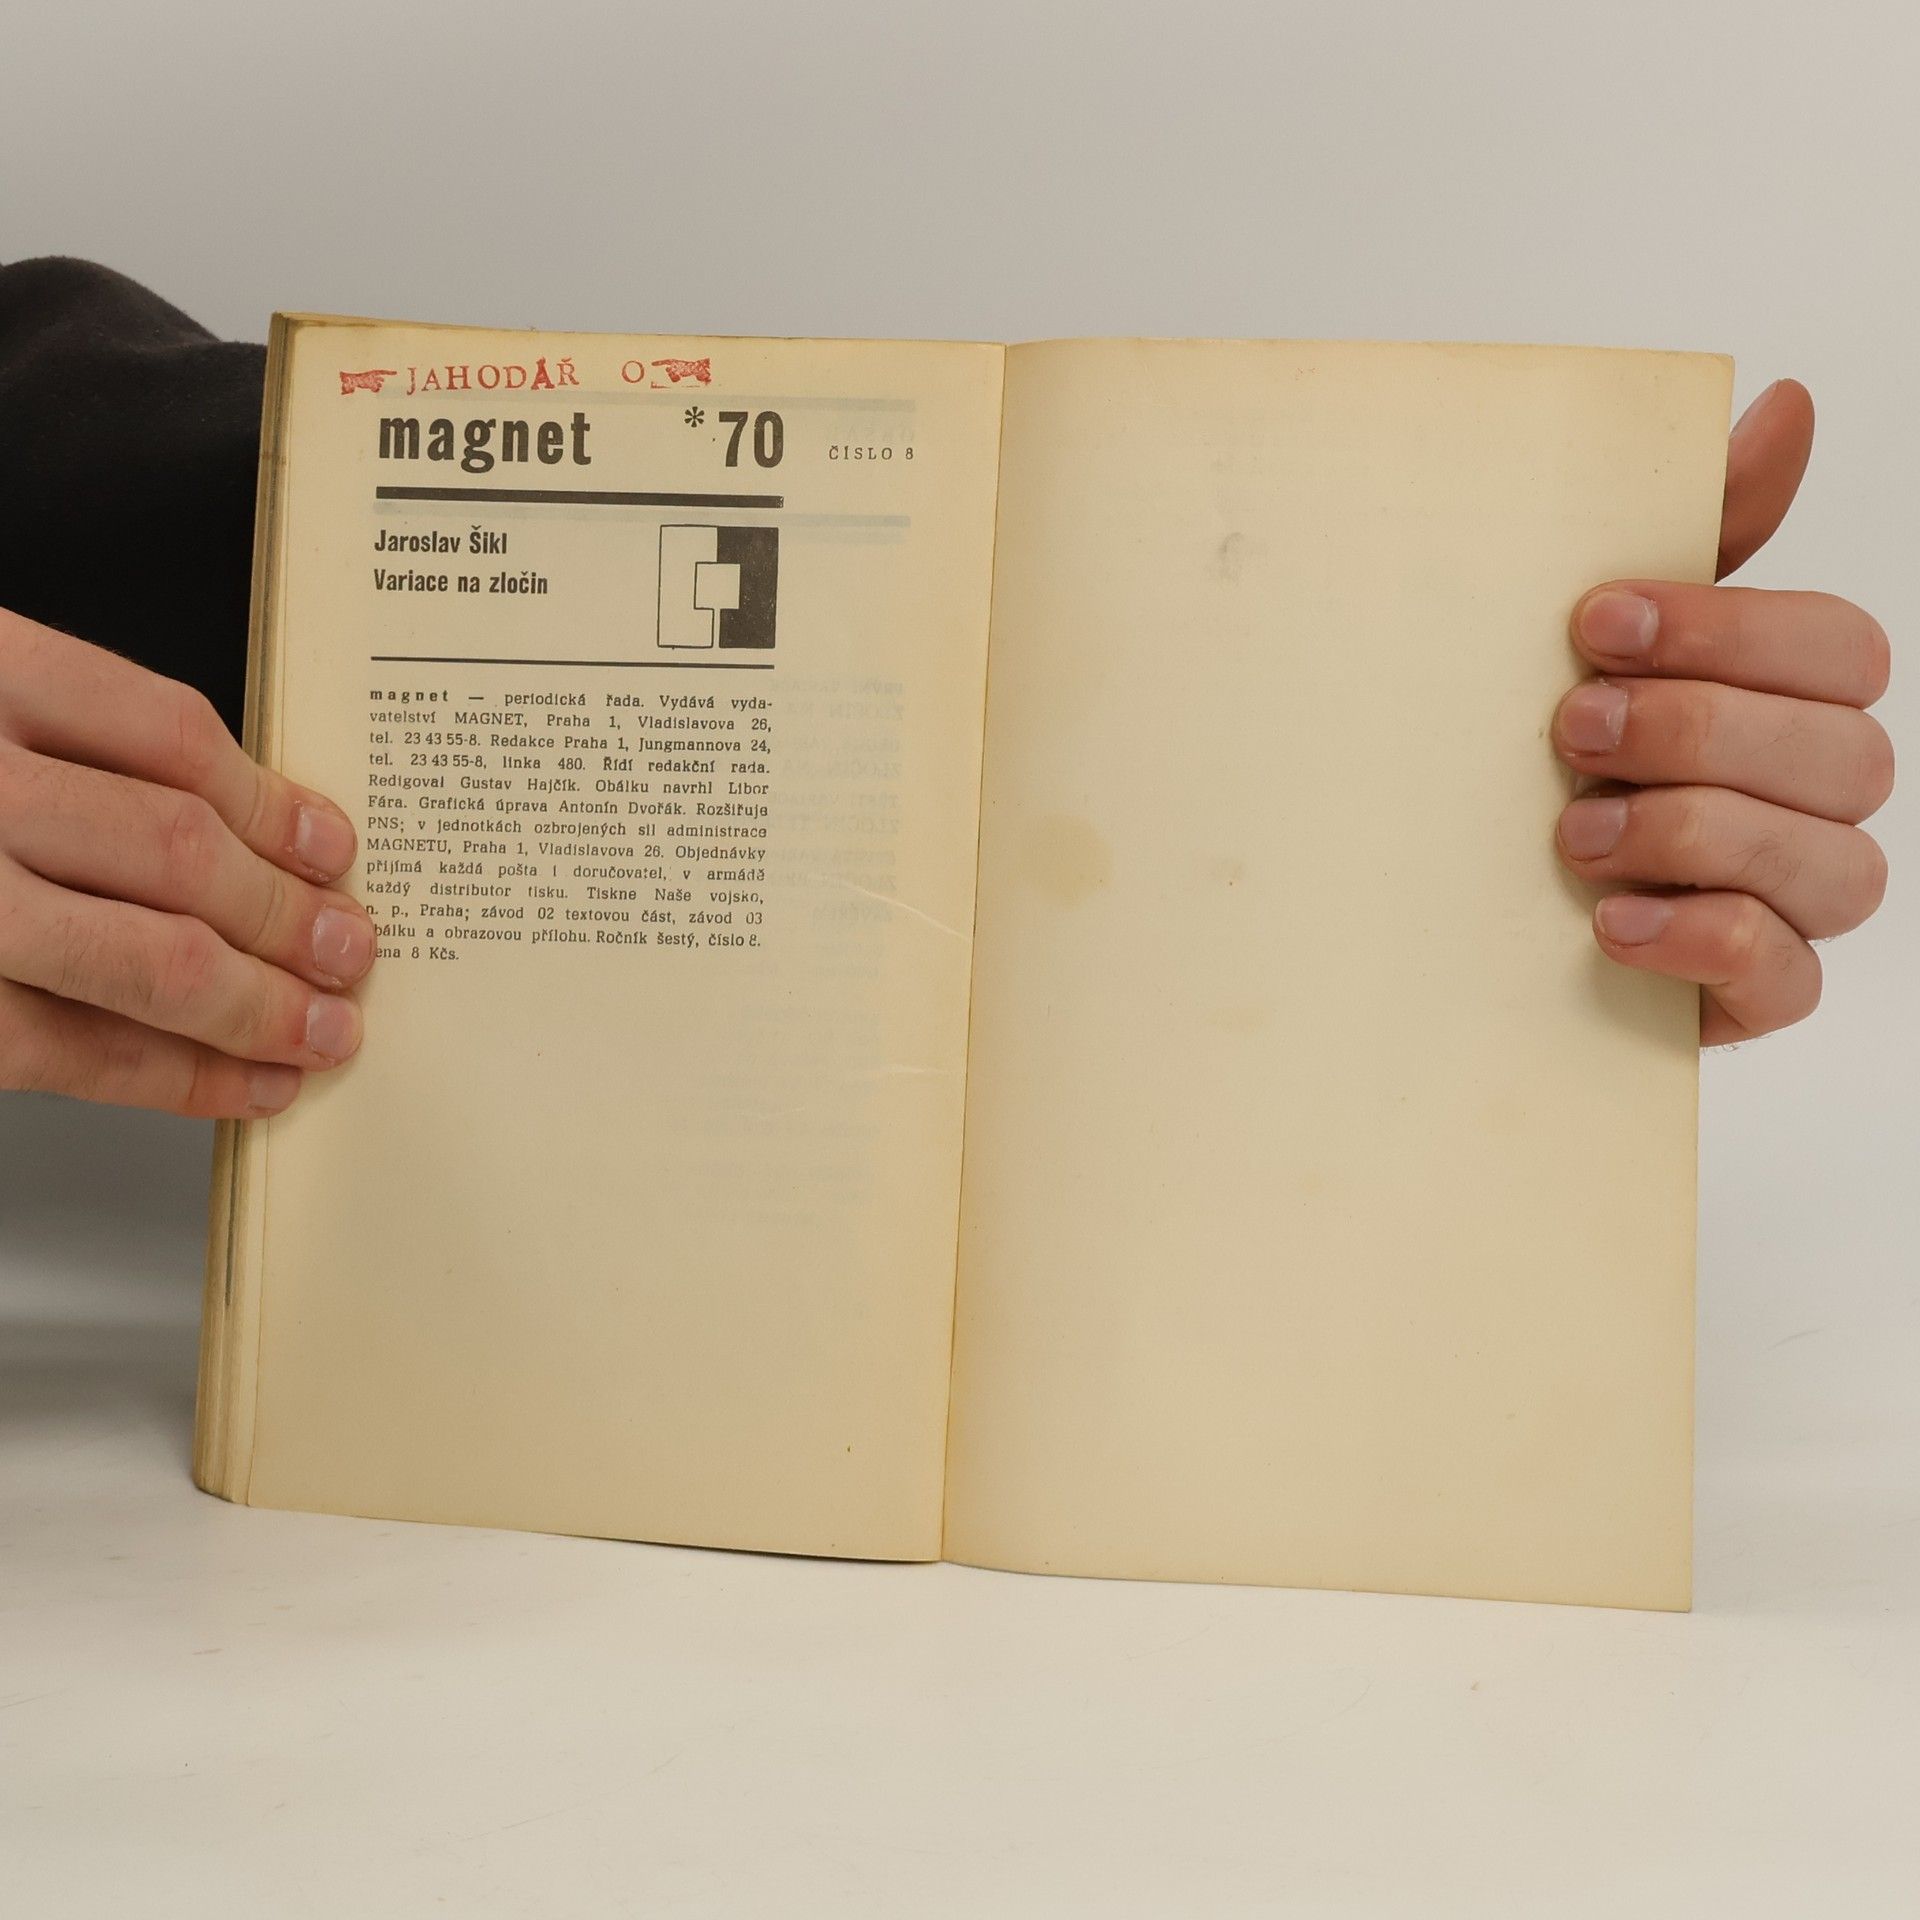 JAHODÁŘ O
magnet *70 ČÍSLO 8
Jaroslav Šikl
Variace na zločin
magnet — periodická řada. Vydává vyda-
vatelství MAGNET, Praha 1, Vladislavova 26,
tel. 23 43 55-8. Redakce Praha 1, Jungmannova 24,
tel. 23 43 55-8, linka 480. Řídí redakční rada.
Redigoval Gustav Hajčík. Obálku navrhl Libor
Fára. Grafická úprava Antonín Dvořák. Rozšiřuje
PNS; v jednotkách ozbrojených sil administrace
MAGNETU, Praha 1, Vladislavova 26. Objednávky
přijímá každá pošta i doručovatel, v armádě
každý distributor tisku. Tiskne Naše vojsko,
n. p., Praha; závod 02 textovou část, závod 03
bálku a obrazovou přílohu. Ročník šestý, číslo 8.
ena 8 Kčs.